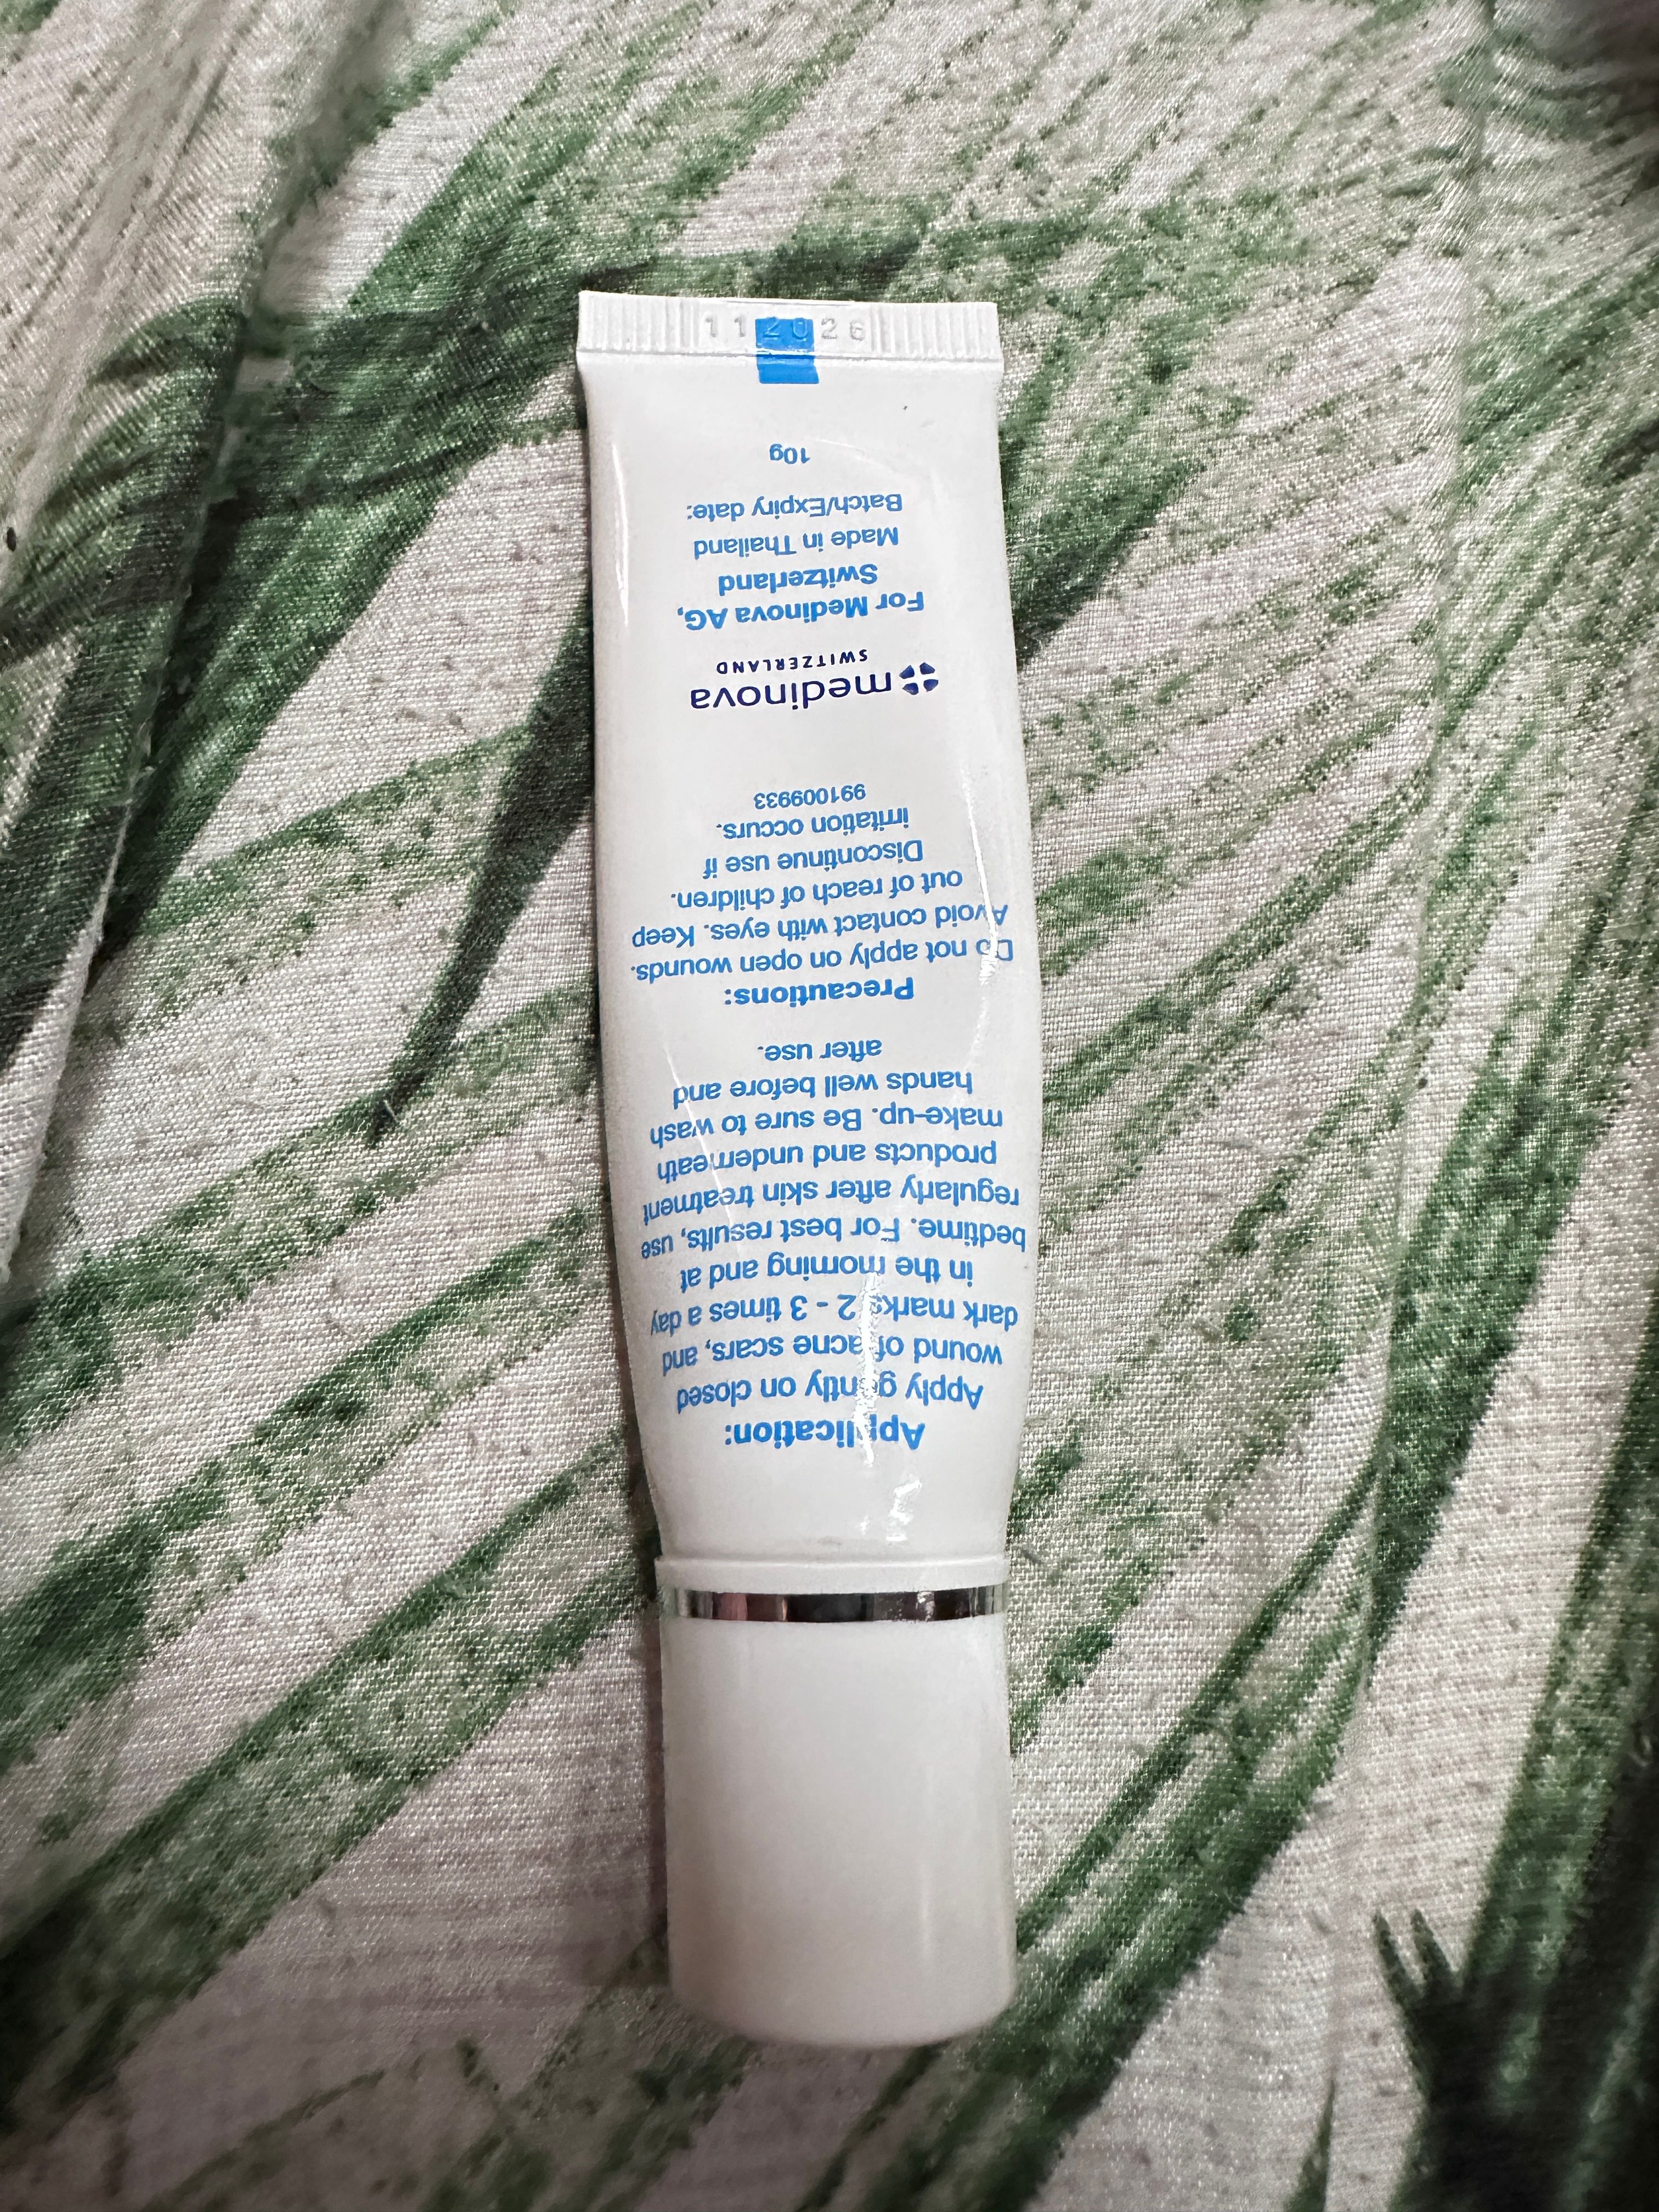 Application:
Apply gently on closed
wound of acne scars, and
dark marks 2 - 3 times a day
in the morning and at
bedtime. For best results, use
regularly after skin treatment
products and underneath
make-up. Be sure to wash
hands well before and
after use.
Precautions:
Do not apply on open wounds.
Avoid contact with eyes. Keep
out of reach of children.
Discontinue use if
irritation occurs.
991009933
medinova
SWITZERLAND
For Medinova AG,
Switzerland
Made in Thailand
Batch/Expiry date:
10g
112026